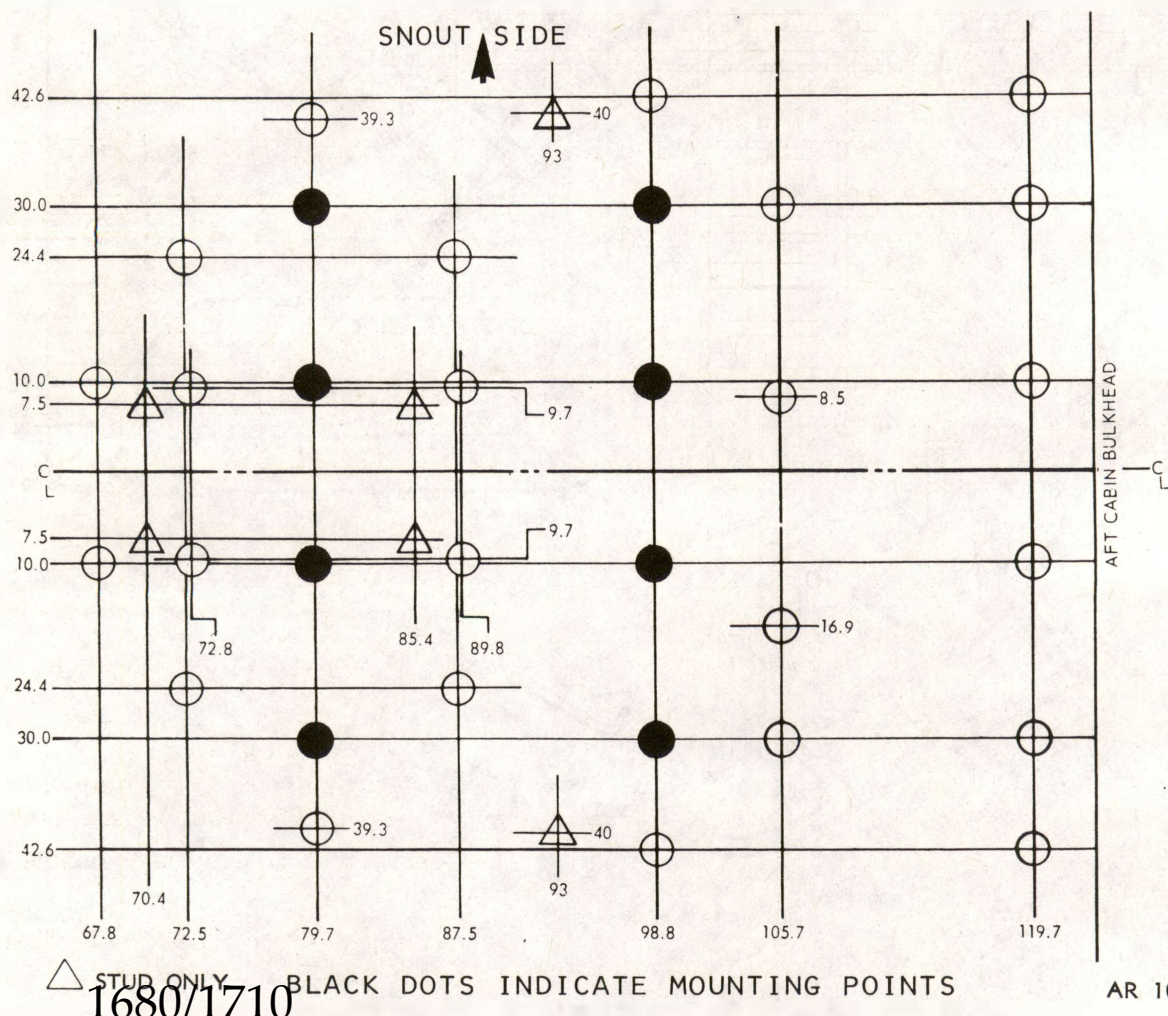 SNOUT SIDE
42.6
39.3
40
93
30.0
24.4
10.0
7.5
9.7
8.5
AFT CABIN BULKHEAD
C
L
C
L
7.5
10.0
9.7
16.9
72.8
85.4
89.8
24.4
30.0
39.3
40
42.6
93
70.4
67.8 72.5 79.7 87.5 98.8 105.7 119.7
STUD ONLY BLACK DOTS INDICATE MOUNTING POINTS
1680/1710
AR